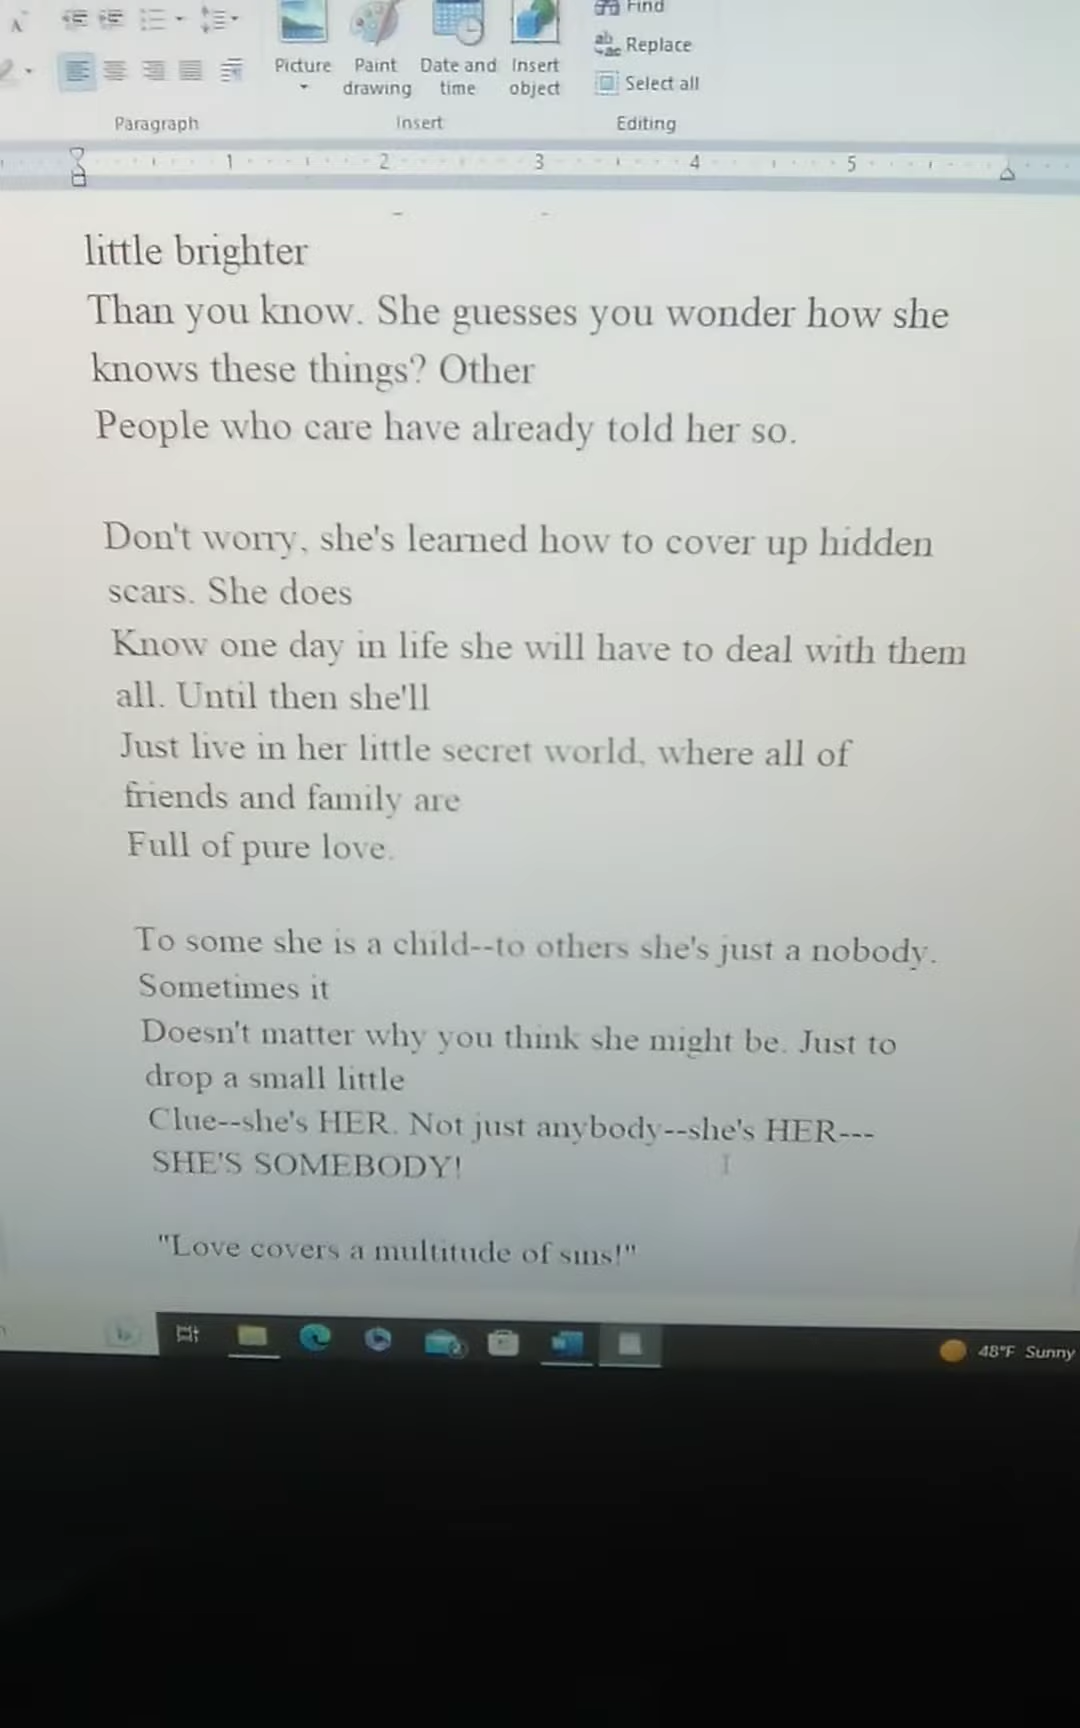 Find
Replace
Select all
Picture
Paint drawing
Date and time
Insert object
Paragraph
Insert
Editing
1 2 3 4 5
little brighter
Than you know. She guesses you wonder how she
knows these things? Other
People who care have already told her so.
Don't worry, she's learned how to cover up hidden
scars. She does
Know one day in life she will have to deal with them
all. Until then she'll
Just live in her little secret world, where all of
friends and family are
Full of pure love.
To some she is a child--to others she's just a nobody.
Sometimes it
Doesn't matter why you think she might be. Just to
drop a small little
Clue--she's HER. Not just anybody--she's HER---
SHE'S SOMEBODY!
"Love covers a multitude of sins!"
48°F Sunny